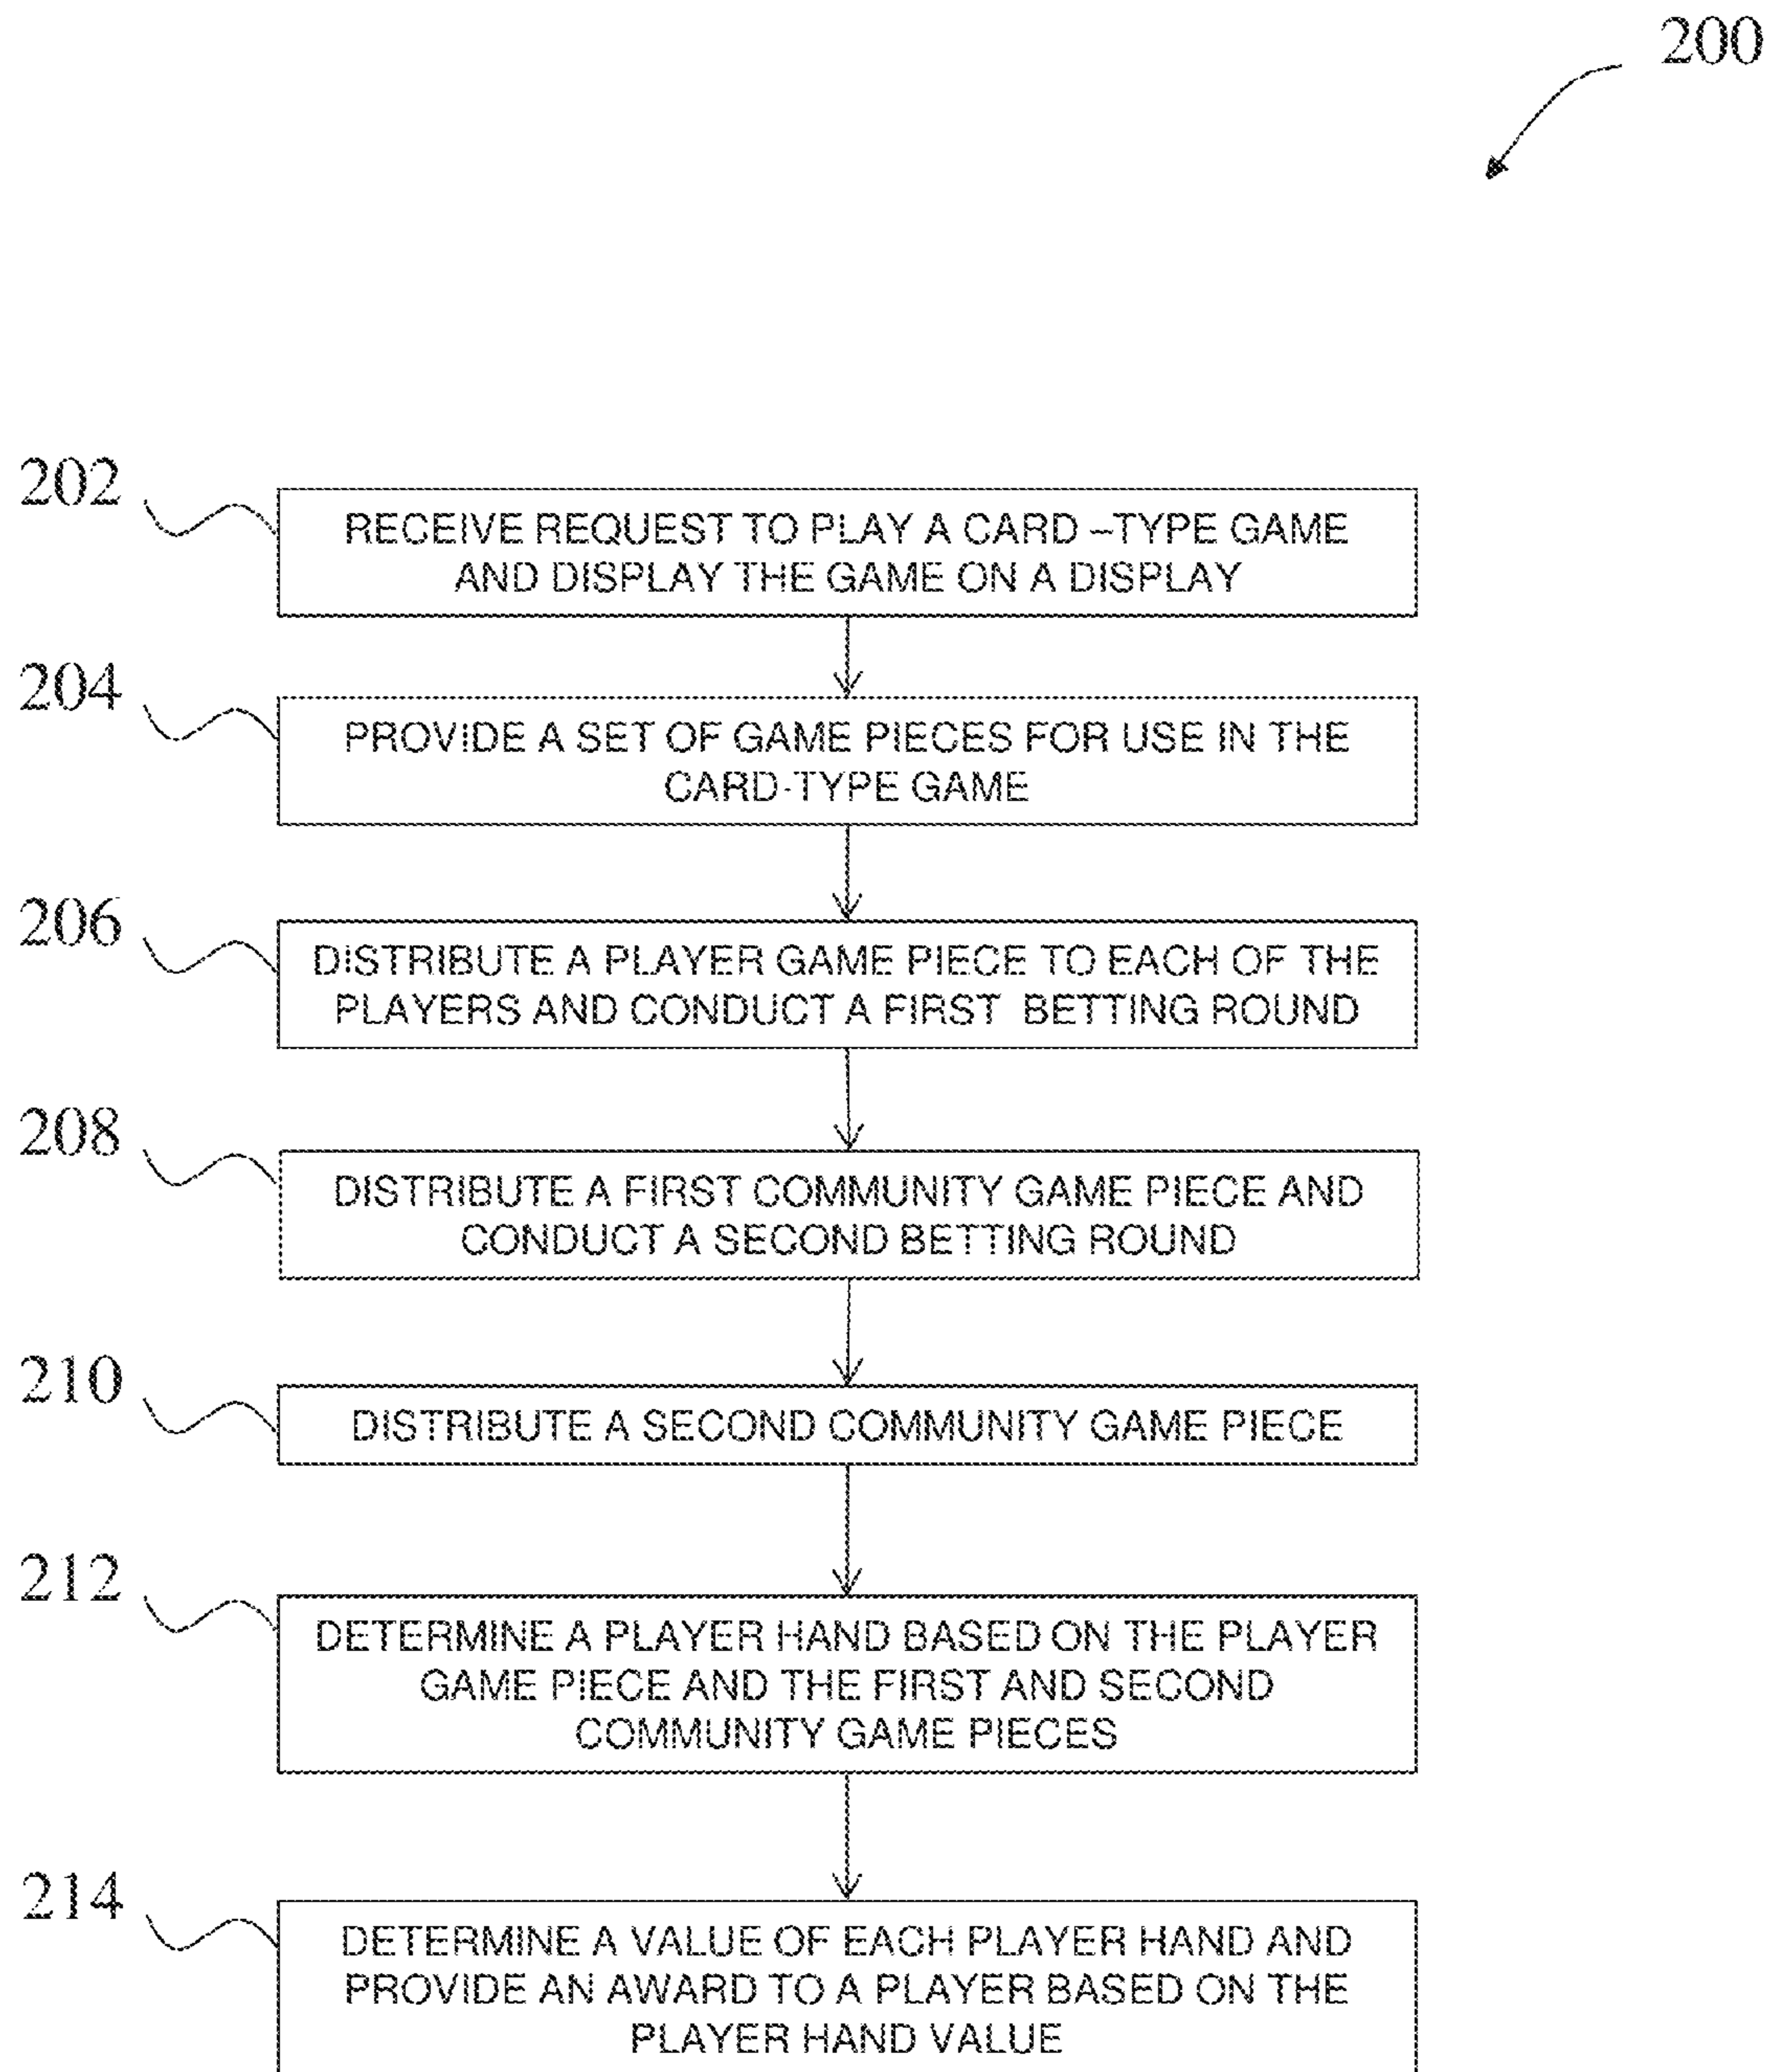 200
202
RECEIVE REQUEST TO PLAY A CARD –TYPE GAME
AND DISPLAY THE GAME ON A DISPLAY
204
PROVIDE A SET OF GAME PIECES FOR USE IN THE
CARD-TYPE GAME
206
DISTRIBUTE A PLAYER GAME PIECE TO EACH OF THE
PLAYERS AND CONDUCT A FIRST BETTING ROUND
208
DISTRIBUTE A FIRST COMMUNITY GAME PIECE AND
CONDUCT A SECOND BETTING ROUND
210
DISTRIBUTE A SECOND COMMUNITY GAME PIECE
212
DETERMINE A PLAYER HAND BASED ON THE PLAYER
GAME PIECE AND THE FIRST AND SECOND
COMMUNITY GAME PIECES
214
DETERMINE A VALUE OF EACH PLAYER HAND AND
PROVIDE AN AWARD TO A PLAYER BASED ON THE
PLAYER HAND VALUE